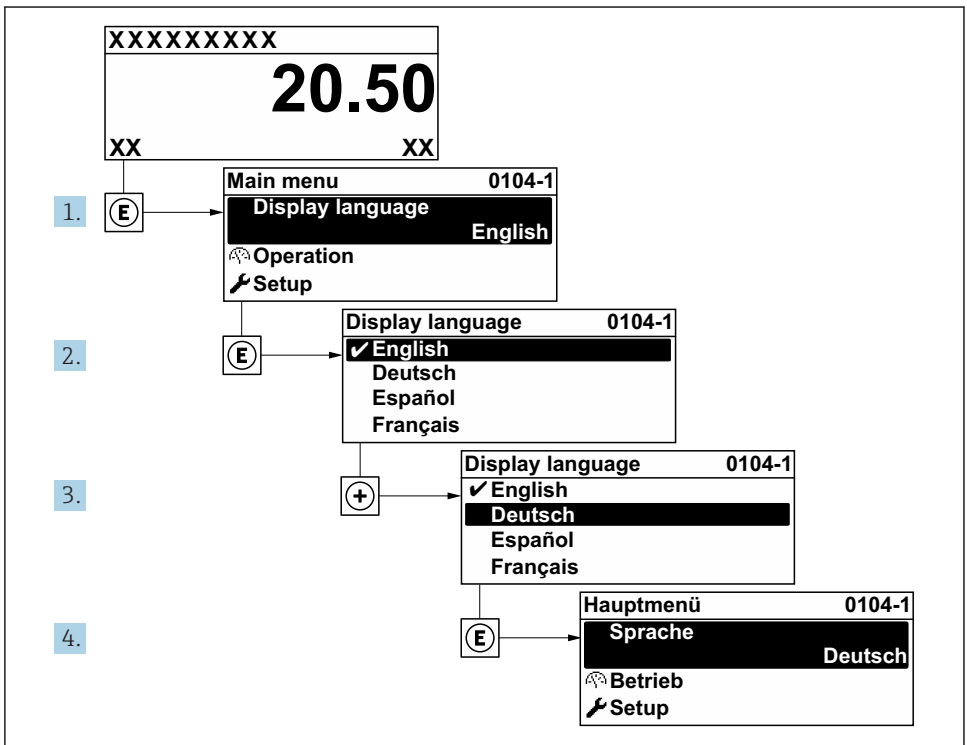 XXXXXXXXX
20.50
XX XX
Main menu 0104-1
1. E Display language
English
Operation
Setup
Display language 0104-1
2. E ✔English
Deutsch
Español
Français
Display language 0104-1
3. + ✔English
Deutsch
Español
Français
Hauptmenü 0104-1
4. E Sprache
Deutsch
Betrieb
Setup